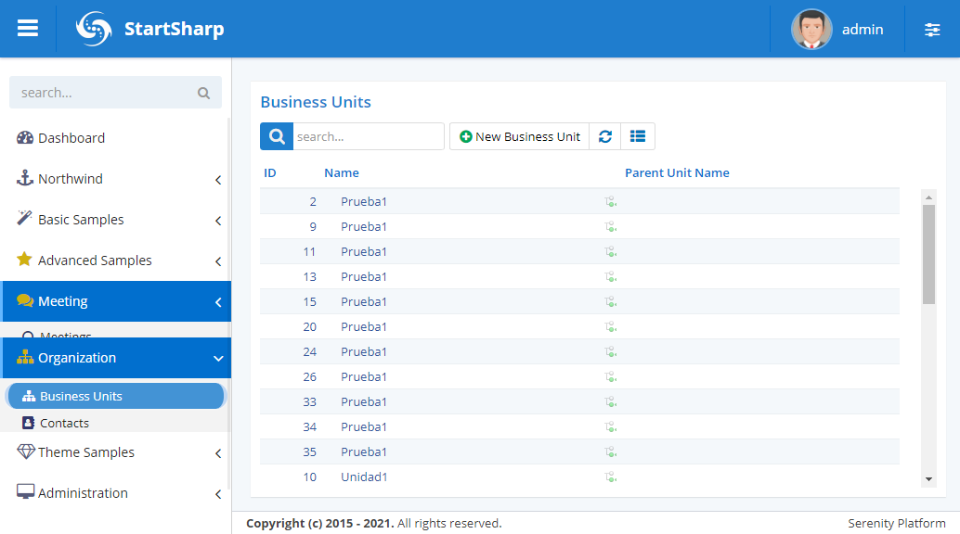 StartSharp
admin
search...
Dashboard
Northwind
Basic Samples
Advanced Samples
Meeting
Meetings
Organization
Business Units
Contacts
Theme Samples
Administration
Business Units
search...
New Business Unit
ID Name Parent Unit Name
2 Prueba1
9 Prueba1
11 Prueba1
13 Prueba1
15 Prueba1
20 Prueba1
24 Prueba1
26 Prueba1
33 Prueba1
34 Prueba1
35 Prueba1
10 Unidad1
Copyright (c) 2015 - 2021. All rights reserved.
Serenity Platform